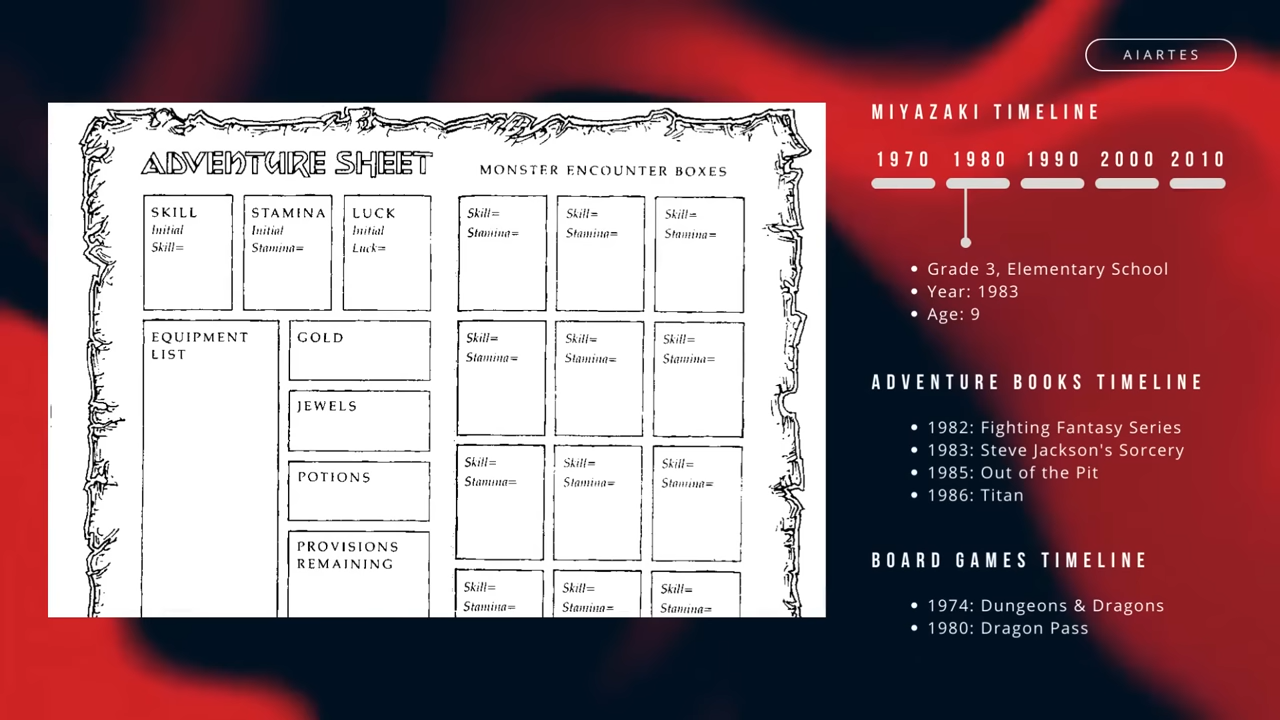 AIARTES
ADVENTURE SHEET
MONSTER ENCOUNTER BOXES
SKILL
Initial
Skill=
STAMINA
Initial
Stamina=
LUCK
Initial
Luck=
EQUIPMENT
LIST
GOLD
JEWELS
POTIONS
PROVISIONS
REMAINING
Skill=
Stamina=
Skill=
Stamina=
Skill=
Stamina=
Skill=
Stamina=
Skill=
Stamina=
Skill=
Stamina=
Skill=
Stamina=
Skill=
Stamina=
Skill=
Stamina=
Skill=
Stamina=
Skill=
Stamina=
Skill=
Stamina=
MIYAZAKI TIMELINE
1970 1980 1990 2000 2010
• Grade 3, Elementary School
• Year: 1983
• Age: 9
ADVENTURE BOOKS TIMELINE
• 1982: Fighting Fantasy Series
• 1983: Steve Jackson's Sorcery
• 1985: Out of the Pit
• 1986: Titan
BOARD GAMES TIMELINE
• 1974: Dungeons & Dragons
• 1980: Dragon Pass